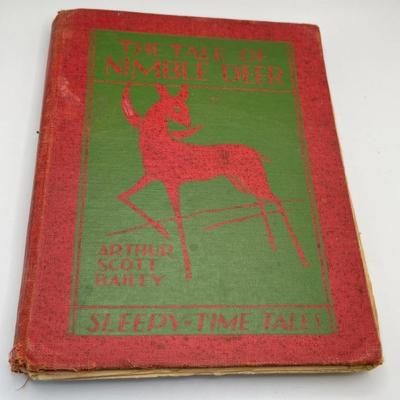 THE TALE OF
NIMBLE DEER
ARTHUR
SCOTT
BAILEY
SLEEPY-TIME TALES